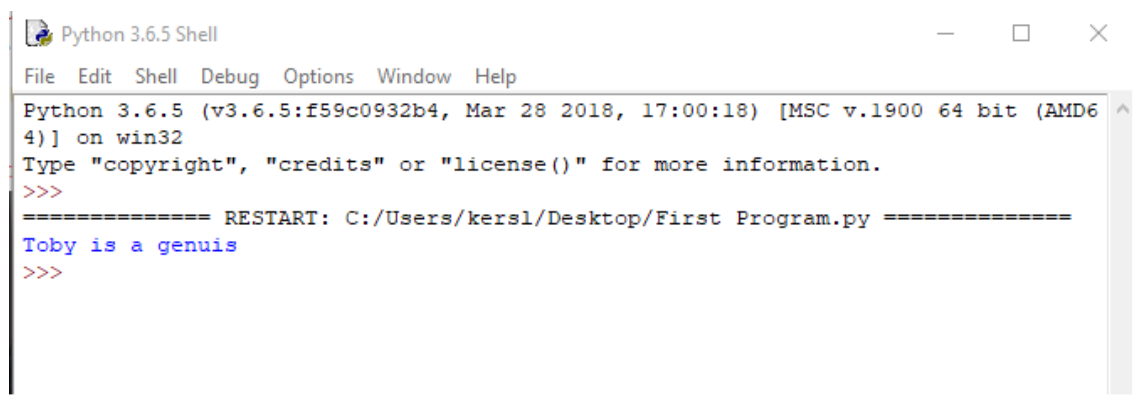 Python 3.6.5 Shell
File Edit Shell Debug Options Window Help
Python 3.6.5 (v3.6.5:f59c0932b4, Mar 28 2018, 17:00:18) [MSC v.1900 64 bit (AMD6
4)] on win32
Type "copyright", "credits" or "license()" for more information.
>>>
============== RESTART: C:/Users/kersl/Desktop/First Program.py ==============
Toby is a genuis
>>>